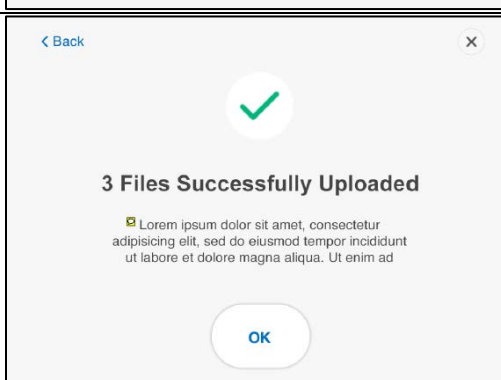 Back
3 Files Successfully Uploaded
Lorem ipsum dolor sit amet, consectetur
adipisicing elit, sed do eiusmod tempor incididunt
ut labore et dolore magna aliqua. Ut enim ad
OK